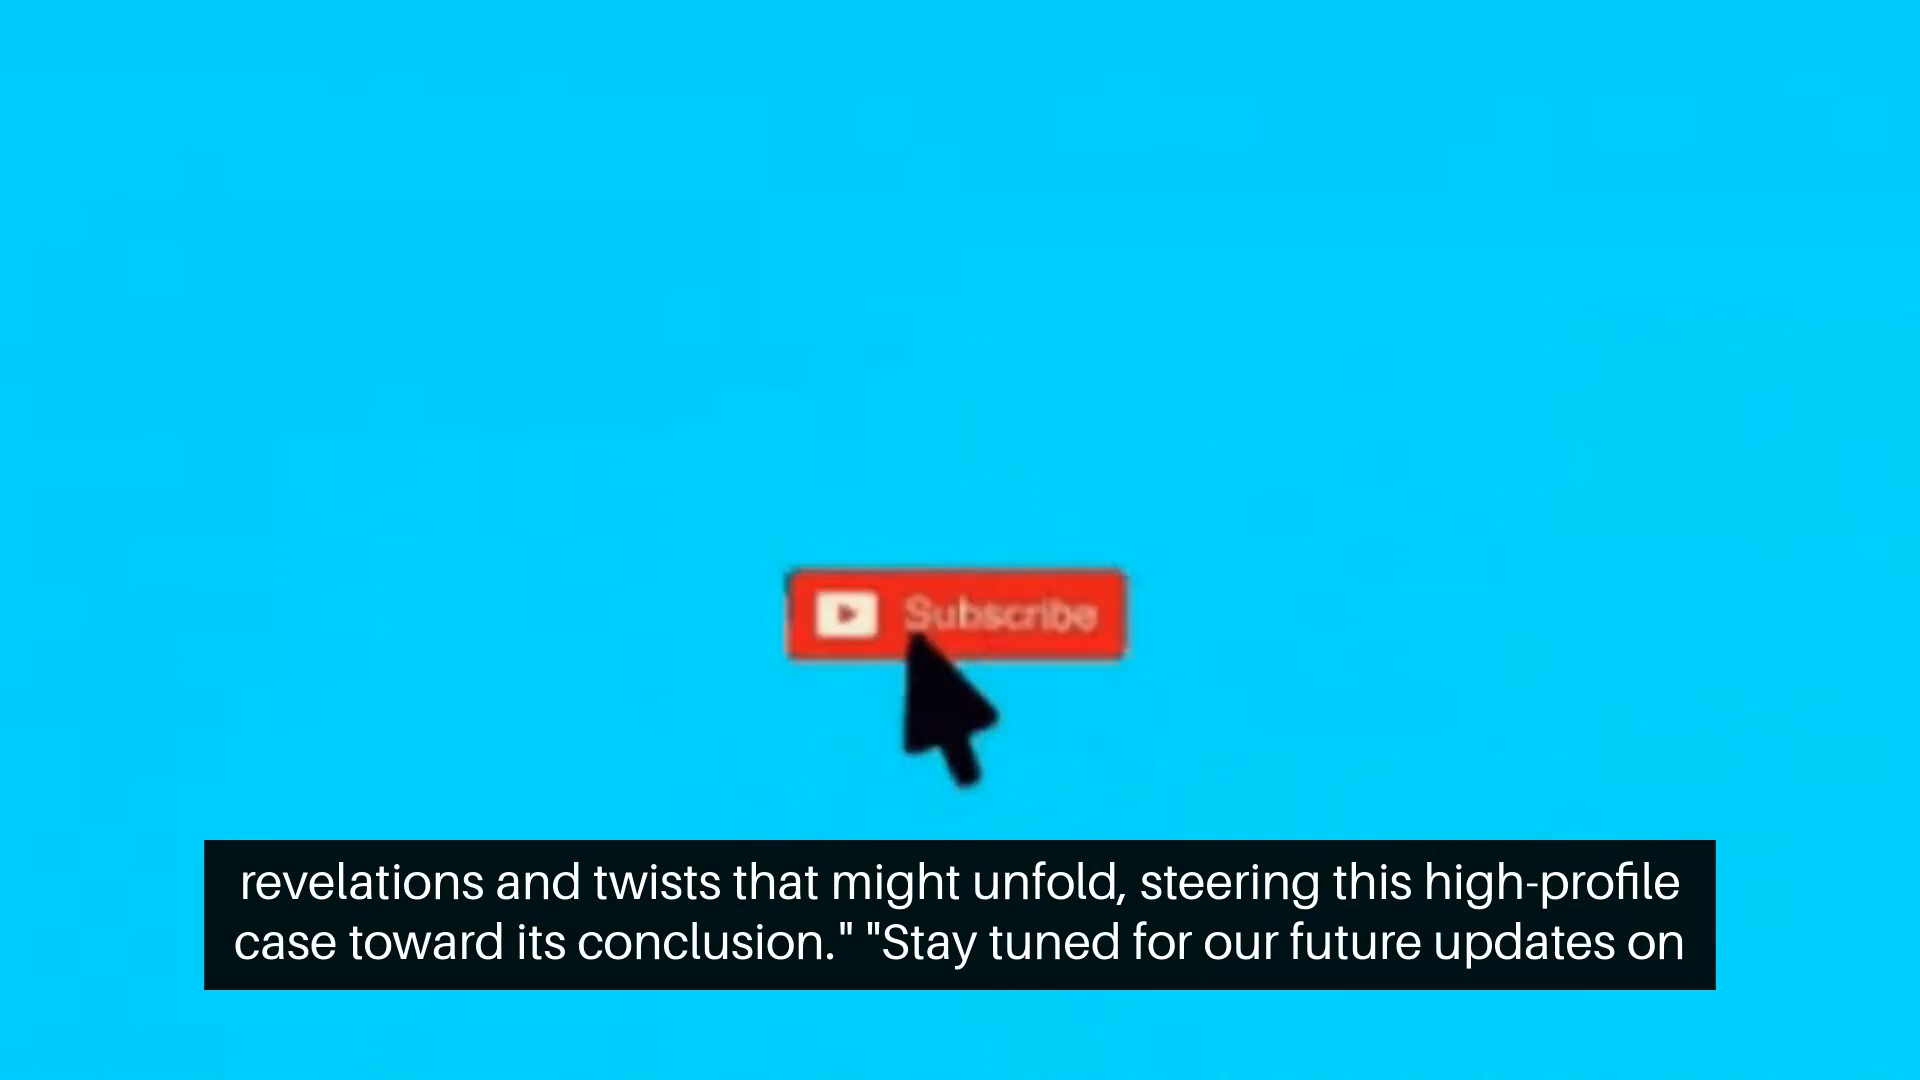 Subscribe
revelations and twists that might unfold, steering this high-profile
case toward its conclusion." "Stay tuned for our future updates on